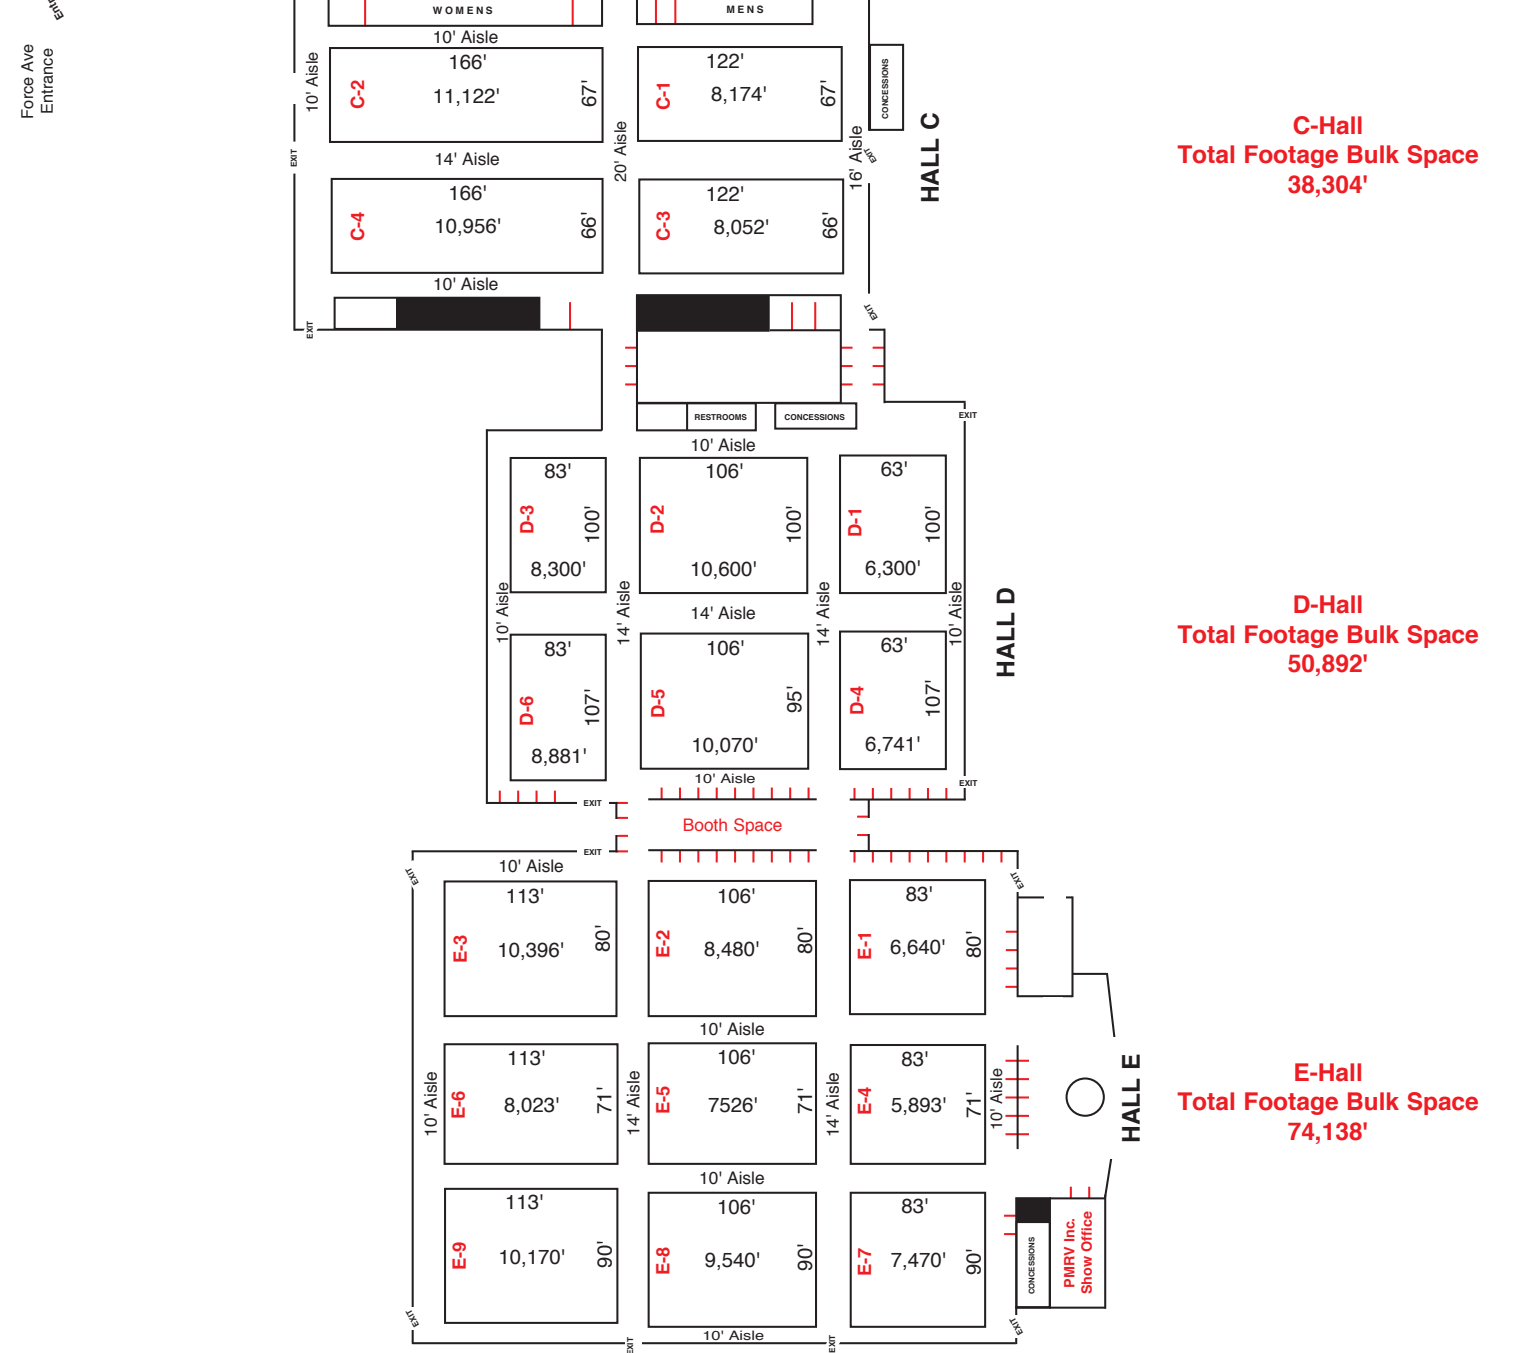 Entr
Force Ave
Entrance
WOMENS
MENS
10' Aisle
10' Aisle
166'
C-2
11,122'
67'
122'
C-1
8,174'
67'
CONCESSIONS
HALL C
C-Hall
Total Footage Bulk Space
38,304'
EXIT
14' Aisle
20' Aisle
16' Aisle
EXIT
166'
C-4
10,956'
66'
122'
C-3
8,052'
66'
10' Aisle
EXIT
EXIT
RESTROOMS
CONCESSIONS
EXIT
10' Aisle
83'
D-3
100'
8,300'
106'
D-2
100'
10,600'
63'
D-1
100'
6,300'
10' Aisle
14' Aisle
14' Aisle
14' Aisle
10' Aisle
HALL D
D-Hall
Total Footage Bulk Space
50,892'
83'
D-6
107'
8,881'
106'
D-5
95'
10,070'
63'
D-4
107'
6,741'
10' Aisle
EXIT
EXIT
Booth Space
EXIT
10' Aisle
EXIT
EXIT
113'
E-3
10,396'
80'
106'
E-2
8,480'
80'
83'
E-1
6,640'
80'
10' Aisle
10' Aisle
113'
E-6
8,023'
71'
14' Aisle
106'
E-5
7526'
71'
14' Aisle
83'
E-4
5,893'
71'
10' Aisle
HALL E
E-Hall
Total Footage Bulk Space
74,138'
10' Aisle
113'
E-9
10,170'
90'
106'
E-8
9,540'
90'
83'
E-7
7,470'
90'
CONCESSIONS
PMRV Inc.
Show Office
EXIT
EXIT
10' Aisle
EXIT
EXIT